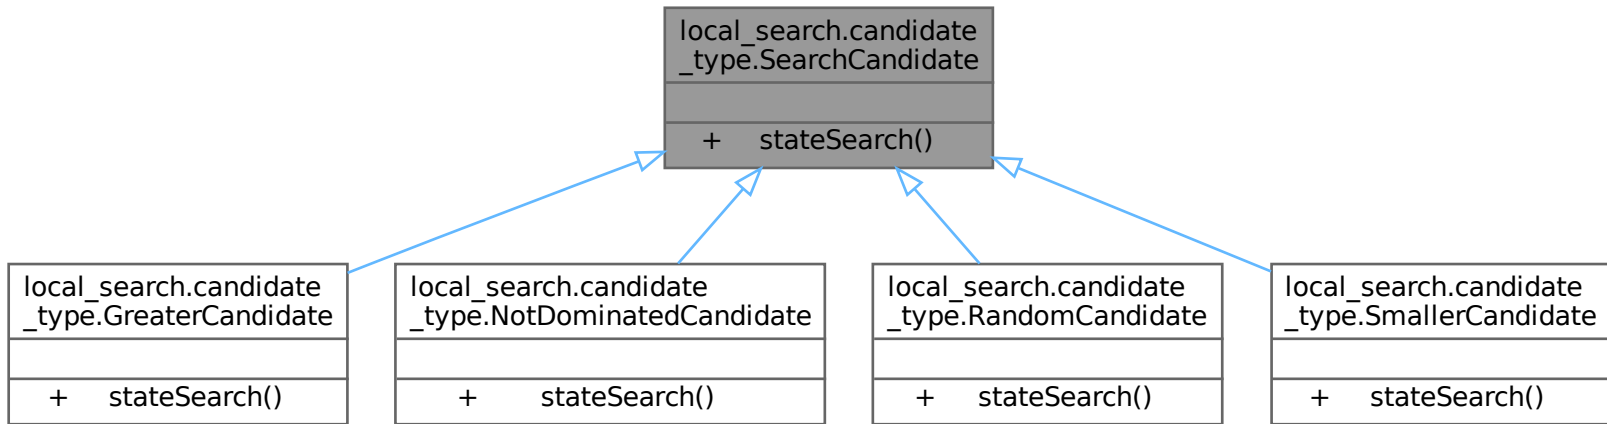 local_search.candidate
_type.SearchCandidate
+ stateSearch()
local_search.candidate
_type.GreaterCandidate
+ stateSearch()
local_search.candidate
_type.NotDominatedCandidate
+ stateSearch()
local_search.candidate
_type.RandomCandidate
+ stateSearch()
local_search.candidate
_type.SmallerCandidate
+ stateSearch()